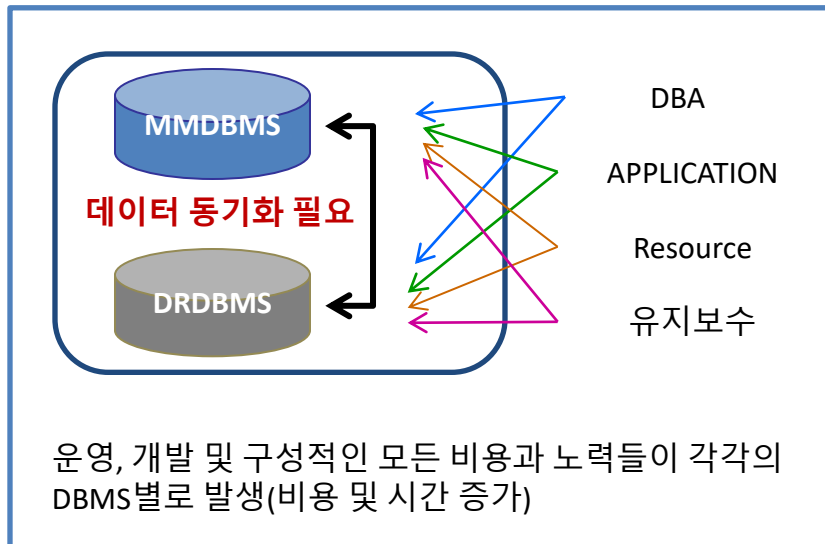 MMDBMS
데이터 동기화 필요
DRDBMS
DBA
APPLICATION
Resource
유지보수
운영, 개발 및 구성적인 모든 비용과 노력들이 각각의
DBMS별로 발생(비용 및 시간 증가)